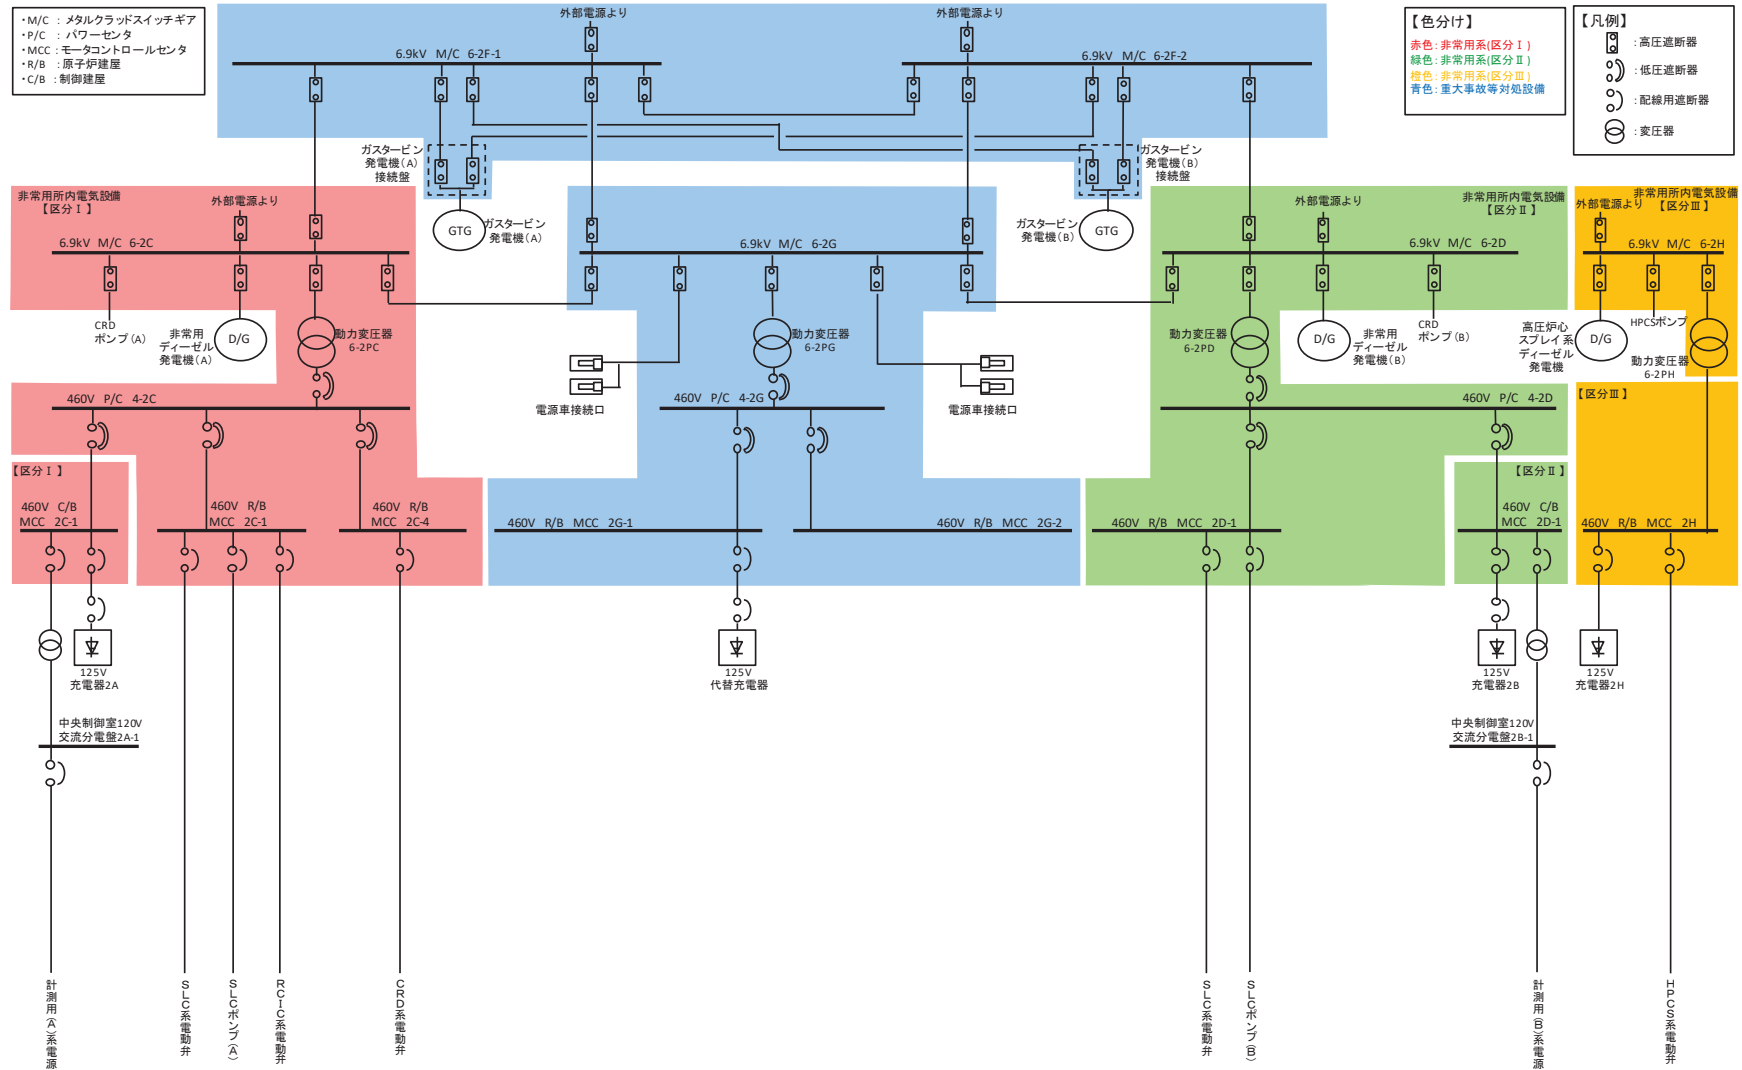 ・M/C ： メタルクラッドスイッチギア
・P/C ： パワーセンタ
・MCC ： モータコントロールセンタ
・R/B ： 原子炉建屋
・C/B ： 制御建屋
外部電源より
外部電源より
【色分け】
赤色：非常用系(区分Ⅰ)
緑色：非常用系(区分Ⅱ)
橙色：非常用系(区分Ⅲ)
青色：重大事故等対処設備
【凡例】
：高圧遮断器
：低圧遮断器
：配線用遮断器
：変圧器
6.9kV M/C 6-2F-1
6.9kV M/C 6-2F-2
ガスタービン
発電機(A)
接続盤
ガスタービン
発電機(B)
接続盤
GTG
ガスタービン
発電機(A)
ガスタービン
発電機(B)
GTG
非常用所内電気設備
【区分Ⅰ】
外部電源より
6.9kV M/C 6-2C
6.9kV M/C 6-2G
外部電源より
非常用所内電気設備
【区分Ⅱ】
6.9kV M/C 6-2D
非常用所内電気設備
【区分Ⅲ】
外部電源より
6.9kV M/C 6-2H
CRD
ポンプ(A)
非常用
ディーゼル
発電機(A)
D/G
動力変圧器
6-2PC
動力変圧器
6-2PG
動力変圧器
6-2PD
D/G
非常用
ディーゼル
発電機(B)
CRD
ポンプ(B)
高圧炉心
スプレイ系
ディーゼル
発電機
D/G
HPCSポンプ
動力変圧器
6-2PH
電源車接続口
電源車接続口
460V P/C 4-2C
460V P/C 4-2G
460V P/C 4-2D
【区分Ⅲ】
【区分Ⅰ】
【区分Ⅱ】
460V C/B
MCC 2C-1
460V R/B
MCC 2C-1
460V R/B
MCC 2C-4
460V R/B MCC 2G-1
460V R/B MCC 2G-2
460V R/B MCC 2D-1
460V C/B
MCC 2D-1
460V R/B MCC 2H
125V
充電器2A
125V
代替充電器
125V
充電器2B
125V
充電器2H
中央制御室120V
交流分電盤2A-1
中央制御室120V
交流分電盤2B-1
計測用(A)系電源
SLC系電動弁
SLCポンプ(A)
RCIC系電動弁
CRD系電動弁
SLC系電動弁
SLCポンプ(B)
計測用(B)系電源
HPCS系電動弁